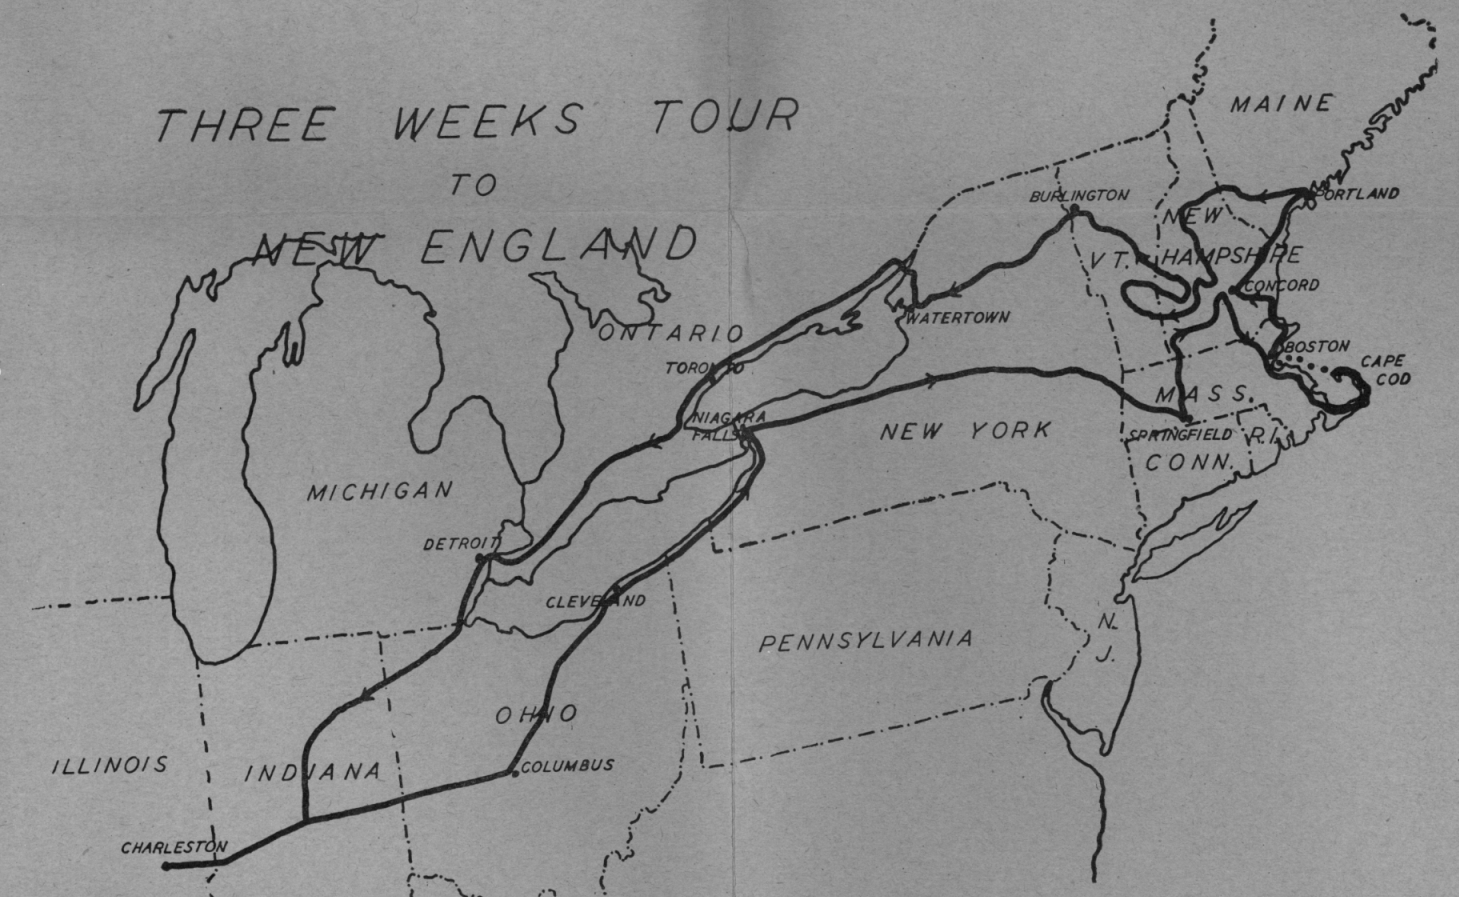 THREE WEEKS TOUR
TO
NEW ENGLAND
MAINE
BURLINGTON
PORTLAND
NEW
HAMPSHIRE
VT.
CONCORD
WATERTOWN
ONTARIO
TORONTO
BOSTON
CAPE
COD
MASS.
NIAGARA
FALLS
NEW YORK
SPRINGFIELD
R.I.
CONN.
MICHIGAN
DETROIT
CLEVELAND
PENNSYLVANIA
N.
J.
OHIO
ILLINOIS
INDIANA
COLUMBUS
CHARLESTON